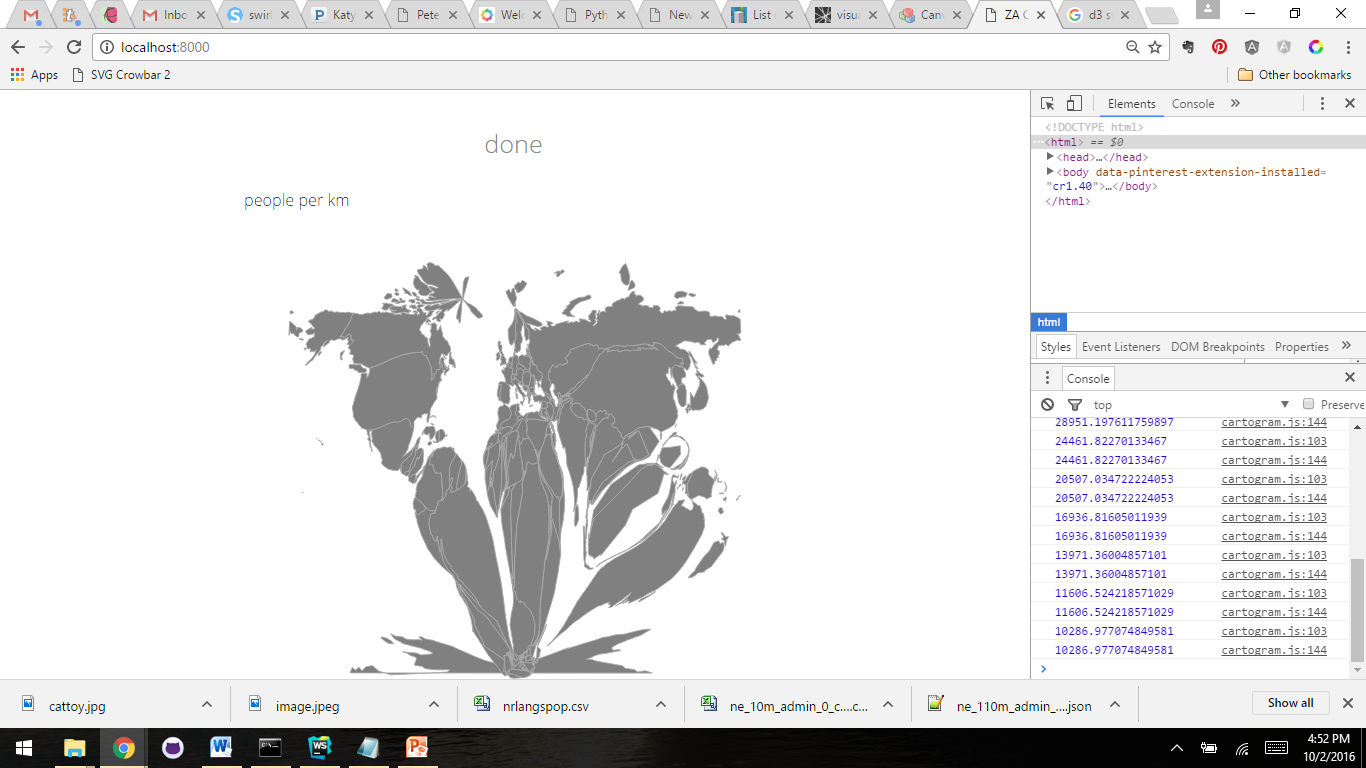 Inbo
swirl
Katy
Pete
Welc
Pyth
New
List
visua
Canv
ZA C
d3 s
localhost:8000
Apps
SVG Crowbar 2
Other bookmarks
done
people per km
Elements
Console
<!DOCTYPE html>
<html> == $0
<head>…</head>
<body data-pinterest-extension-installed=
"cr1.40">…</body>
</html>
html
Styles
Event Listeners
DOM Breakpoints
Properties
Console
top
Preserve
28951.197611759897 cartogram.js:144
24461.82270133467 cartogram.js:103
24461.82270133467 cartogram.js:144
20507.034722224053 cartogram.js:103
20507.034722224053 cartogram.js:144
16936.81605011939 cartogram.js:103
16936.81605011939 cartogram.js:144
13971.36004857101 cartogram.js:103
13971.36004857101 cartogram.js:144
11606.524218571029 cartogram.js:103
11606.524218571029 cartogram.js:144
10286.977074849581 cartogram.js:103
10286.977074849581 cartogram.js:144
cattoy.jpg
image.jpeg
nrlangspop.csv
ne_10m_admin_0_c....c...
ne_110m_admin_....json
Show all
4:52 PM
10/2/2016